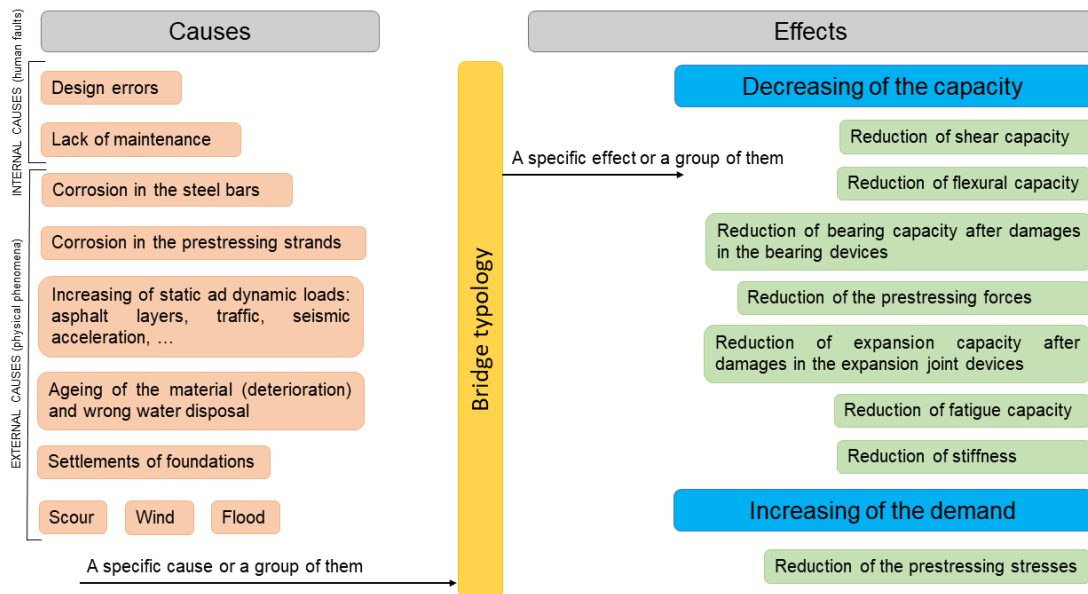 Causes
INTERNAL CAUSES (human faults)
Design errors
Lack of maintenance
EXTERNAL CAUSES (physical phenomena)
Corrosion in the steel bars
Corrosion in the prestressing strands
Increasing of static ad dynamic loads:
asphalt layers, traffic, seismic
acceleration, …
Ageing of the material (deterioration)
and wrong water disposal
Settlements of foundations
Scour
Wind
Flood
A specific cause or a group of them
Bridge typology
A specific effect or a group of them
Effects
Decreasing of the capacity
Reduction of shear capacity
Reduction of flexural capacity
Reduction of bearing capacity after damages
in the bearing devices
Reduction of the prestressing forces
Reduction of expansion capacity after
damages in the expansion joint devices
Reduction of fatigue capacity
Reduction of stiffness
Increasing of the demand
Reduction of the prestressing stresses